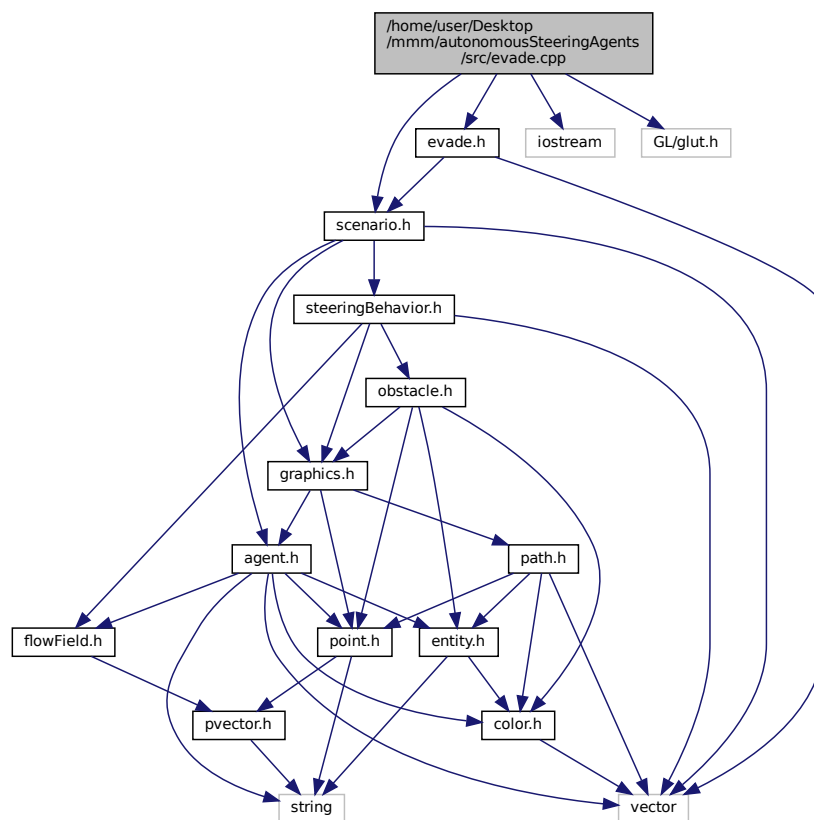 /home/user/Desktop
/mmm/autonomousSteeringAgents
/src/evade.cpp
evade.h
iostream
GL/glut.h
scenario.h
steeringBehavior.h
obstacle.h
graphics.h
agent.h
path.h
flowField.h
point.h
entity.h
pvector.h
color.h
string
vector